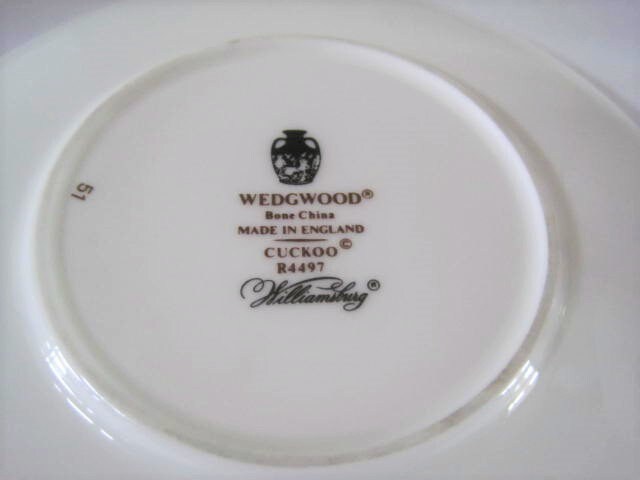 WEDGWOOD®
Bone China
MADE IN ENGLAND
CUCKOO©
R4497
Williamsburg®
51